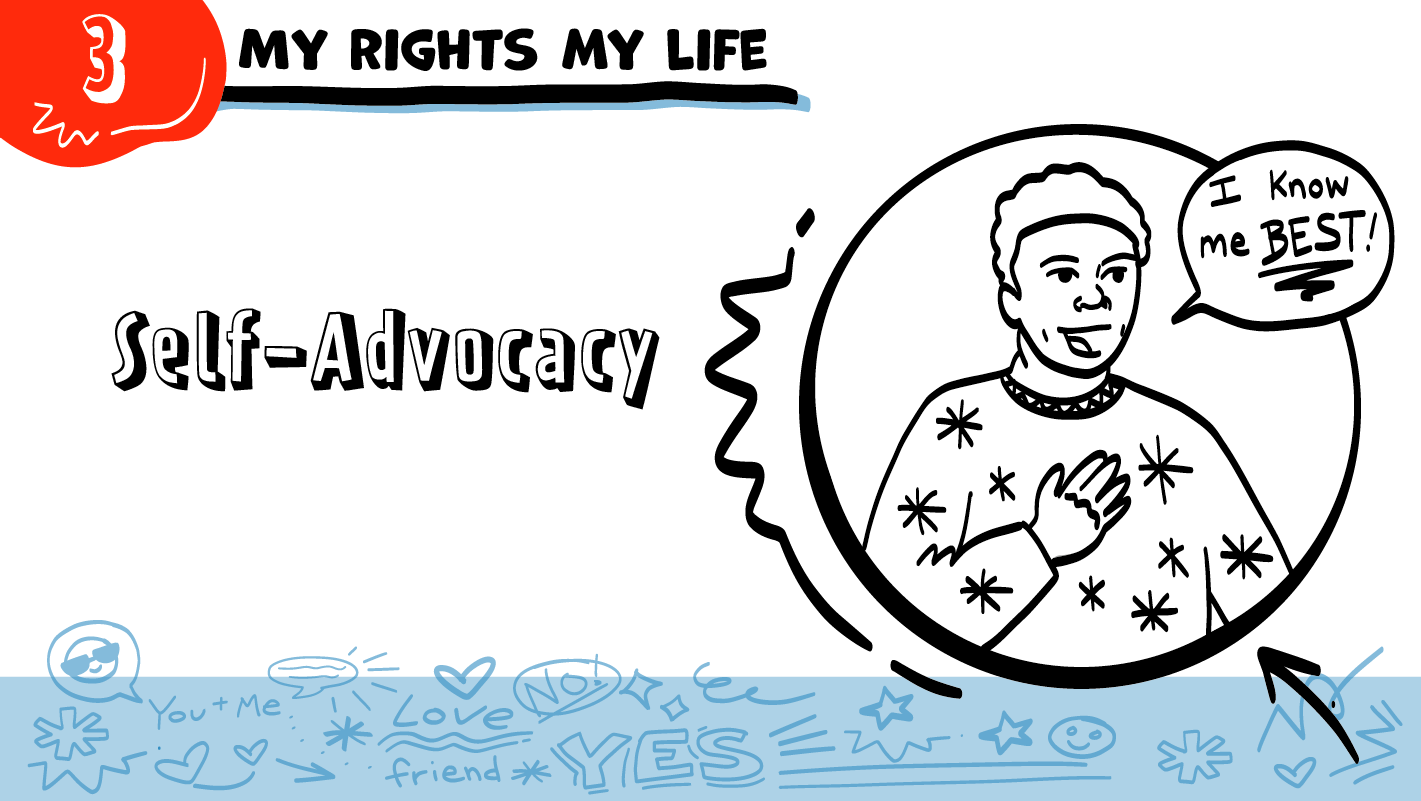 3
MY RIGHTS MY LIFE
I Know
me BEST!
Self-Advocacy
You + Me
Love
friend
NO!
YES
NO